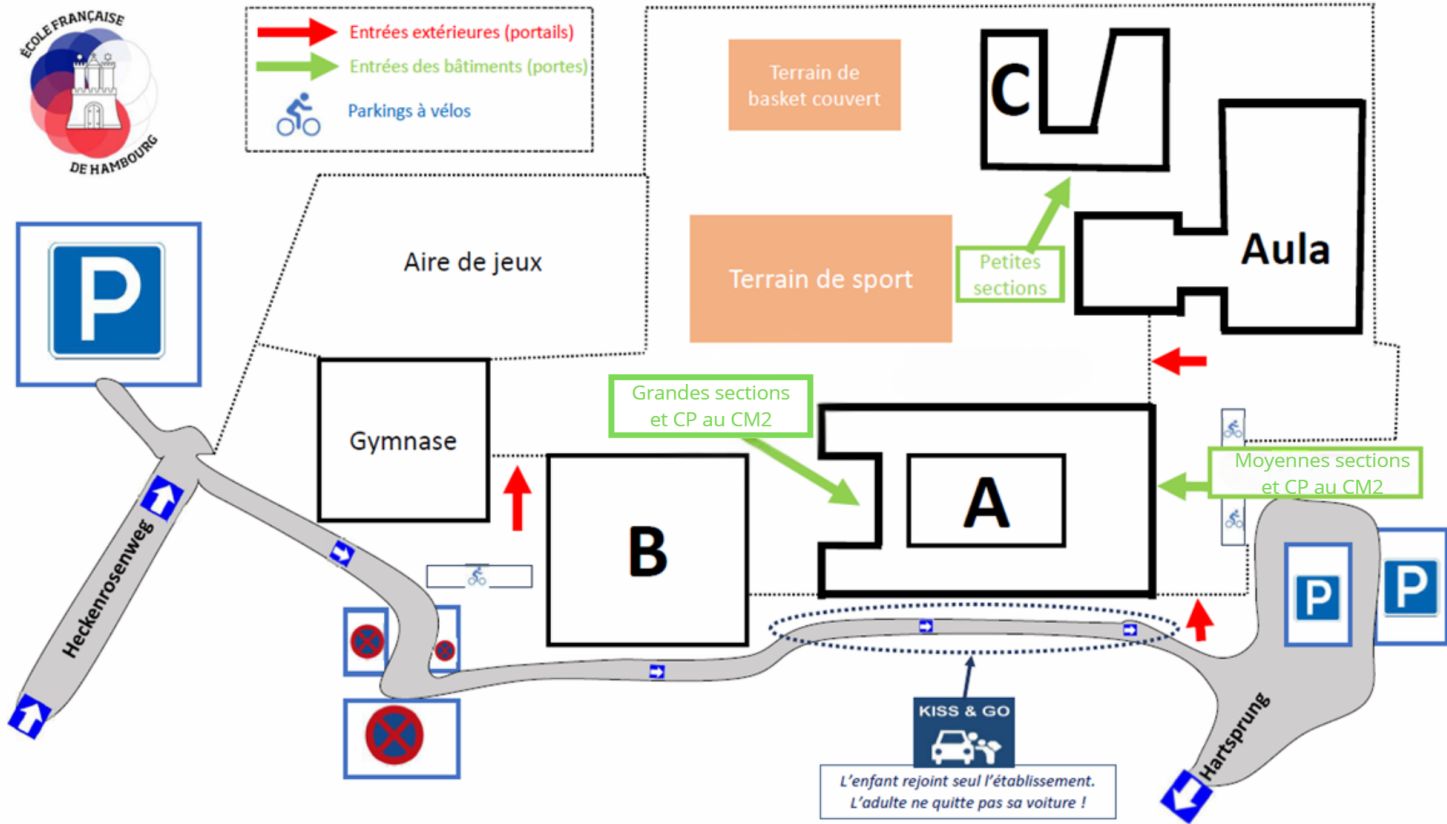 ÉCOLE FRANÇAISE
DE HAMBOURG
Entrées extérieures (portails)
Entrées des bâtiments (portes)
Parkings à vélos
Terrain de
basket couvert
C
P
Aire de jeux
Terrain de sport
Petites
sections
Aula
Grandes sections
et CP au CM2
Gymnase
B
A
Moyennes sections
et CP au CM2
Heckenrosenweg
P
P
KISS & GO
L'enfant rejoint seul l'établissement.
L'adulte ne quitte pas sa voiture !
Hartsprung